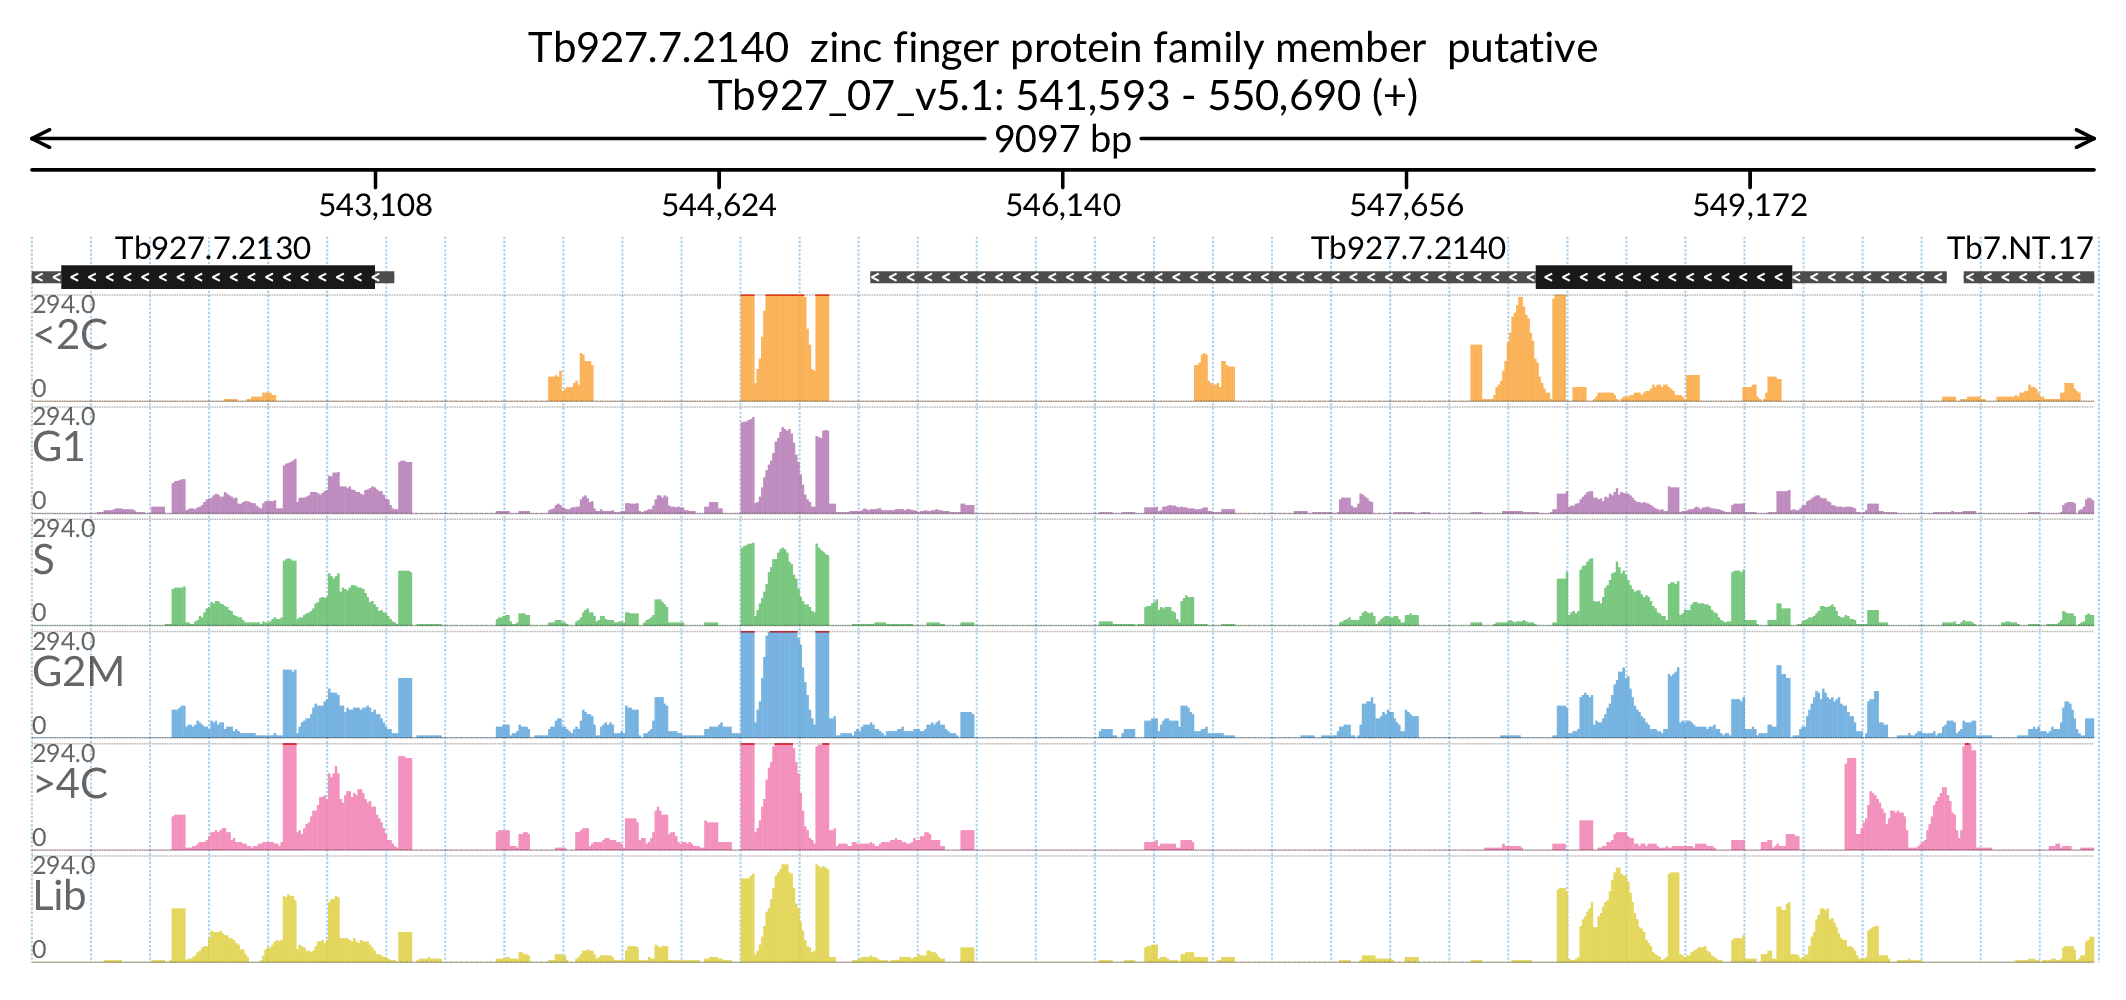 Tb927.7.2140  zinc finger protein family member  putative
Tb927_07_v5.1: 541,593 - 550,690 (+)
9097 bp
543,108 544,624 546,140 547,656 549,172
Tb927.7.2130 Tb927.7.2140 Tb7.NT.17
294.0
<2C
0
294.0
G1
0
294.0
S
0
294.0
G2M
0
294.0
>4C
0
294.0
Lib
0